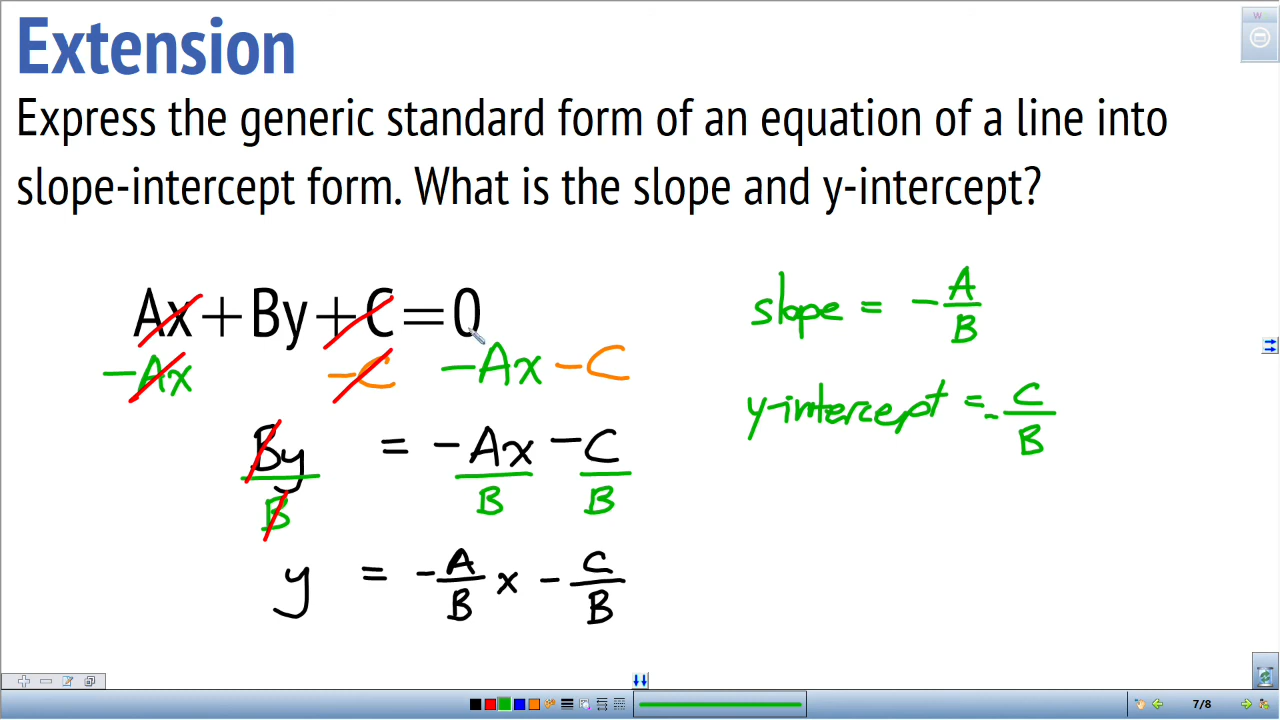 Extension
Express the generic standard form of an equation of a line into
slope-intercept form. What is the slope and y-intercept?
Ax + By + C = 0
-Ax -C -Ax -C
By = -Ax -C
B B B
y = -A/B x - C/B
slope = -A/B
y-intercept = -C/B
W
7/8